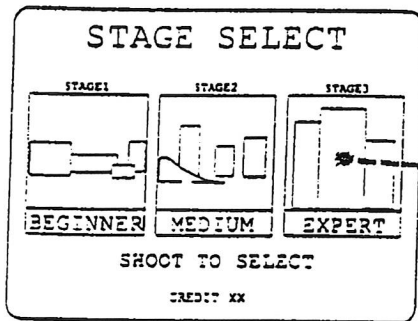 STAGE SELECT
STAGE1 STAGE2 STAGE3
BEGINNER MEDIUM EXPERT
SHOOT TO SELECT
CREDIT XX